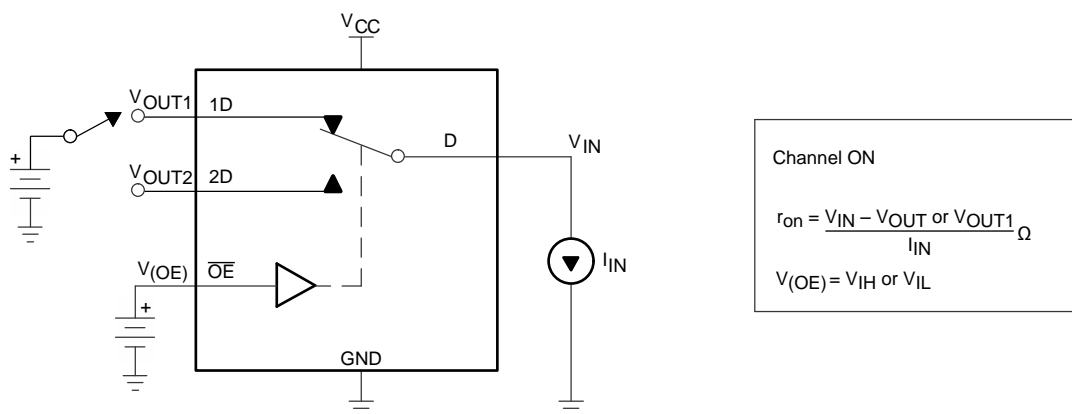 VCC
VOUT1 1D
D
VIN
+
VOUT2 2D
V(OE) OE
+
IIN
GND
Channel ON
ron = VIN – VOUT or VOUT1
IIN
Ω
V(OE) = VIH or VIL